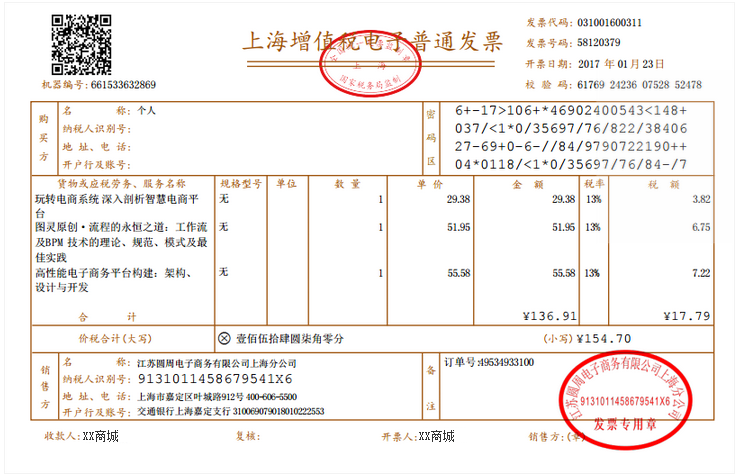 上海增值税电子普通发票
发票代码: 031001600311
发票号码: 58120379
开票日期: 2017 年 01 月 23日
校 验 码: 61769 24236 07528 52478
机器编号: 661533632869
上 海
国家税务局监制
购买方
名 称: 个人
纳税人识别号:
地 址、电 话:
开户行及账号:
密码区
6+-17>106+*46902400543<148+
037/<1*0/35697/76/822/38406
27-69+0-6-//84/9790722190++
04*0118/<1*0/35697/76/84-/7
货物或应税劳务、服务名称 规格型号 单位 数 量 单 价 金 额 税率 税 额
玩转电商系统 深入剖析智慧电商平 无 1 29.38 29.38 13% 3.82
台
图灵原创·流程的永恒之道: 工作流 无 1 51.95 51.95 13% 6.75
及BPM 技术的理论、规范、模式及最
佳实践
高性能电子商务平台构建: 架构、 无 1 55.58 55.58 13% 7.22
设计与开发
合 计 ¥136.91 ¥17.79
价税合计(大写) ⊗ 壹佰伍拾肆圆柒角零分 (小写) ¥154.70
销售方
名 称: 江苏圆周电子商务有限公司上海分公司
纳税人识别号: 9131011458679541X6
地 址、电 话: 上海市嘉定区叶城路912号 400-606-5500
开户行及账号: 交通银行上海嘉定支行 310069079018010222553
备注
订单号:49534933100
江苏圆周电子商务有限公司上海分公司
9131011458679541X6
发票专用章
收款人: XX商城 复核: 开票人: XX商城 销售方: (章)